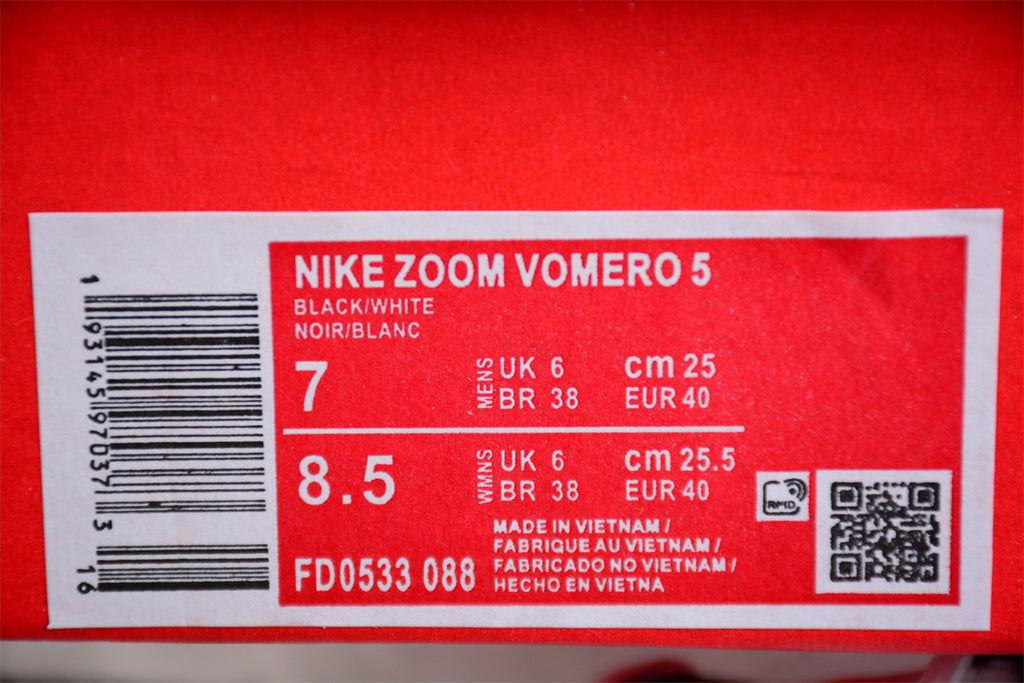 NIKE ZOOM VOMERO 5
BLACK/WHITE
NOIR/BLANC
7
MENS
UK 6
cm 25
BR 38
EUR 40
8.5
WMNS
UK 6
cm 25.5
BR 38
EUR 40
MADE IN VIETNAM /
FABRIQUE AU VIETNAM /
FABRICADO NO VIETNAM /
HECHO EN VIETNA
FD0533 088
RFID
1 93145 97037 3
16